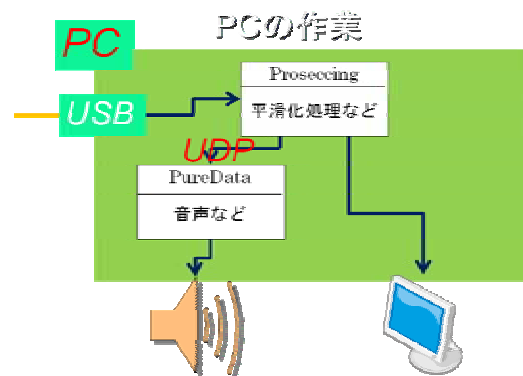 PCの作業
PC
Proseccing
平滑化処理など
USB
UDP
PureData
音声など